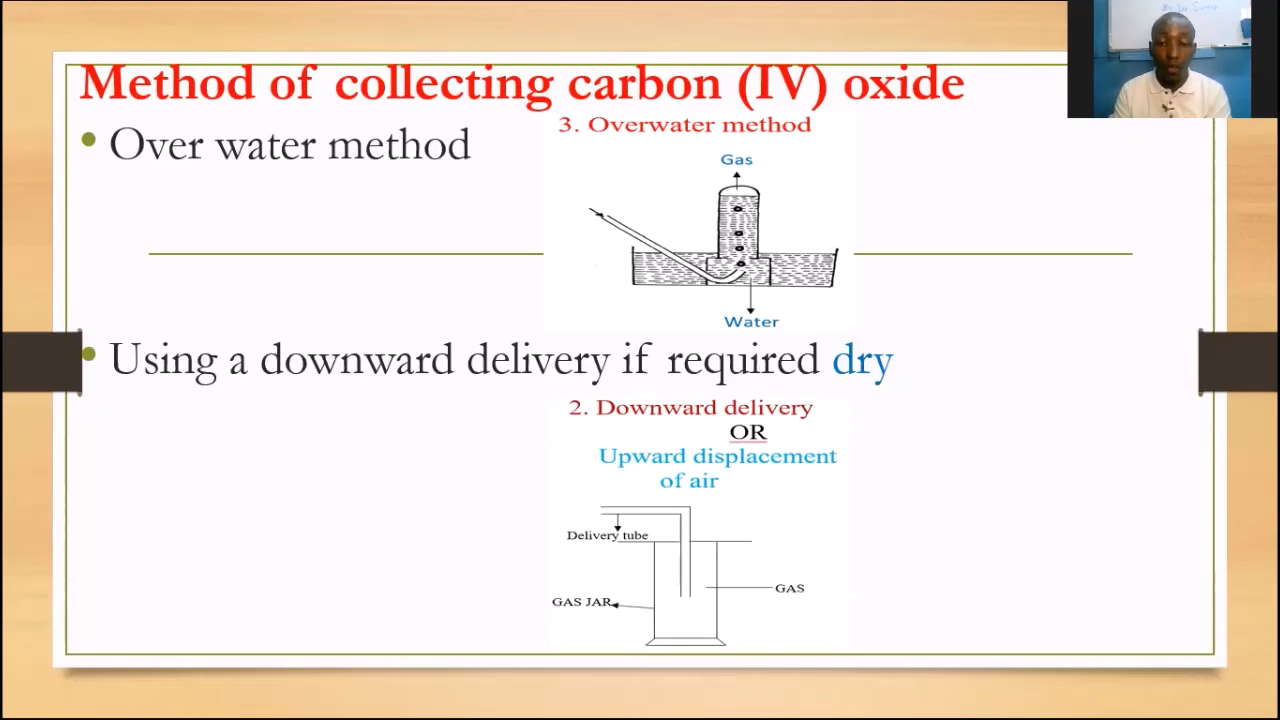 Method of collecting carbon (IV) oxide
• Over water method
3. Overwater method
Gas
Water
• Using a downward delivery if required dry
2. Downward delivery
OR
Upward displacement
of air
Delivery tube
GAS
GAS JAR